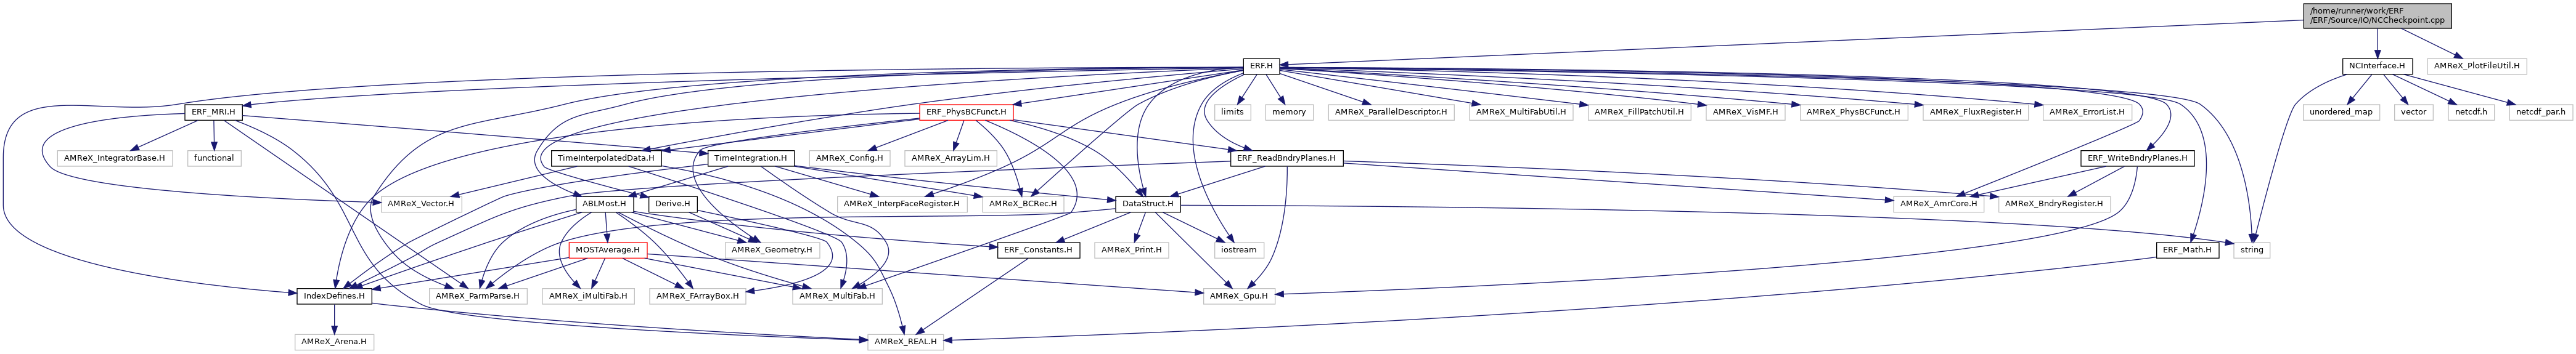 /home/runner/work/ERF
/ERF/Source/IO/NCCheckpoint.cpp
ERF.H
NCInterface.H
AMReX_PlotFileUtil.H
ERF_MRI.H
ERF_PhysBCFunct.H
limits
memory
AMReX_ParallelDescriptor.H
AMReX_MultiFabUtil.H
AMReX_FillPatchUtil.H
AMReX_VisMF.H
AMReX_PhysBCFunct.H
AMReX_FluxRegister.H
AMReX_ErrorList.H
unordered_map
vector
netcdf.h
netcdf_par.h
AMReX_IntegratorBase.H
functional
TimeInterpolatedData.H
TimeIntegration.H
AMReX_Config.H
AMReX_ArrayLim.H
ERF_ReadBndryPlanes.H
ERF_WriteBndryPlanes.H
AMReX_Vector.H
ABLMost.H
Derive.H
AMReX_InterpFaceRegister.H
AMReX_BCRec.H
DataStruct.H
AMReX_AmrCore.H
AMReX_BndryRegister.H
MOSTAverage.H
AMReX_Geometry.H
ERF_Constants.H
AMReX_Print.H
iostream
ERF_Math.H
string
IndexDefines.H
AMReX_ParmParse.H
AMReX_iMultiFab.H
AMReX_FArrayBox.H
AMReX_MultiFab.H
AMReX_Gpu.H
AMReX_Arena.H
AMReX_REAL.H